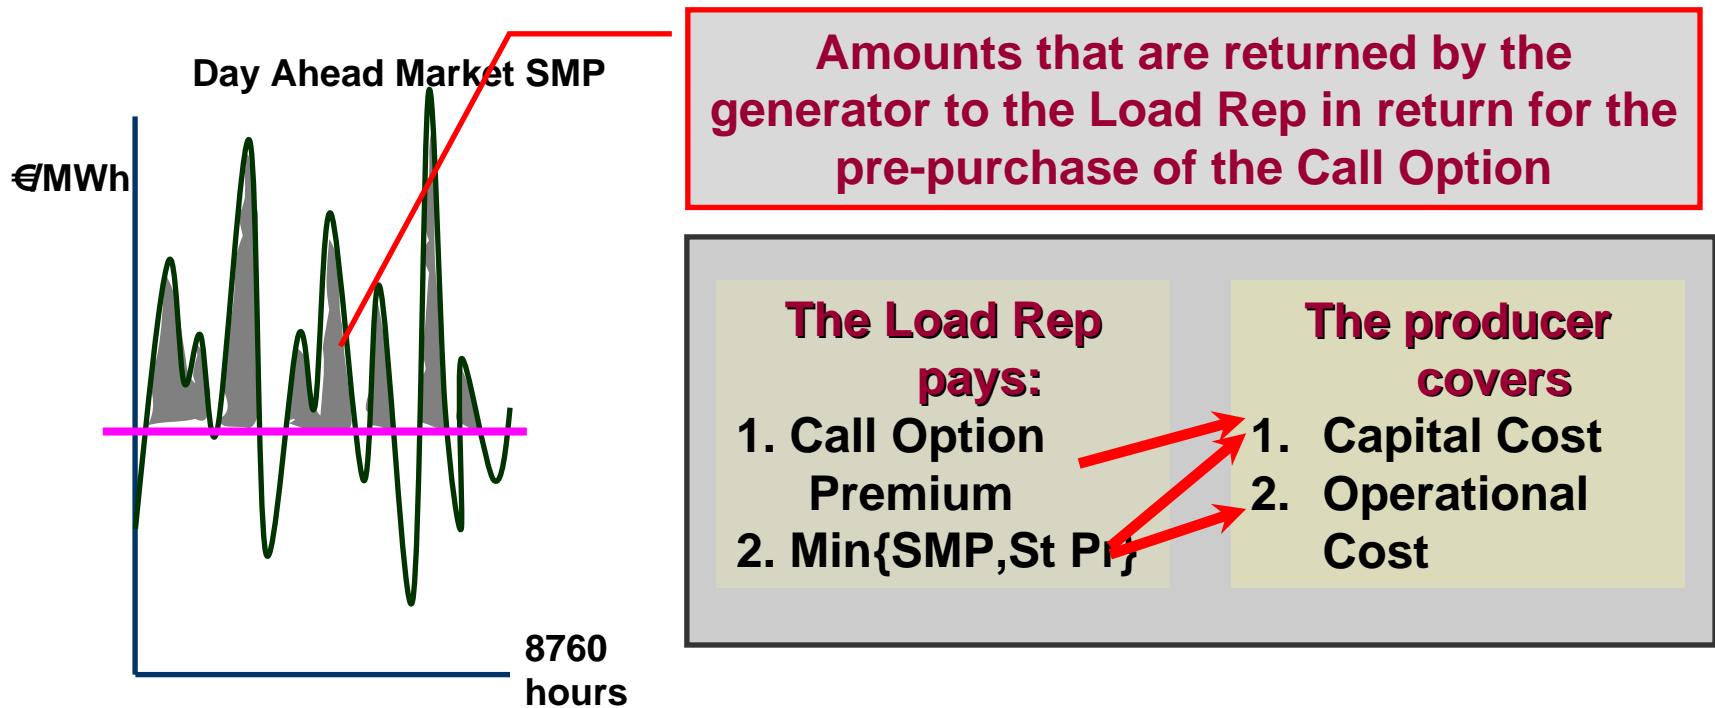 Day Ahead Market SMP
€/MWh
8760
hours
Amounts that are returned by the
generator to the Load Rep in return for the
pre-purchase of the Call Option
The Load Rep
pays:
1. Call Option
Premium
2. Min{SMP,St Pr}
The producer
covers
1. Capital Cost
2. Operational
Cost